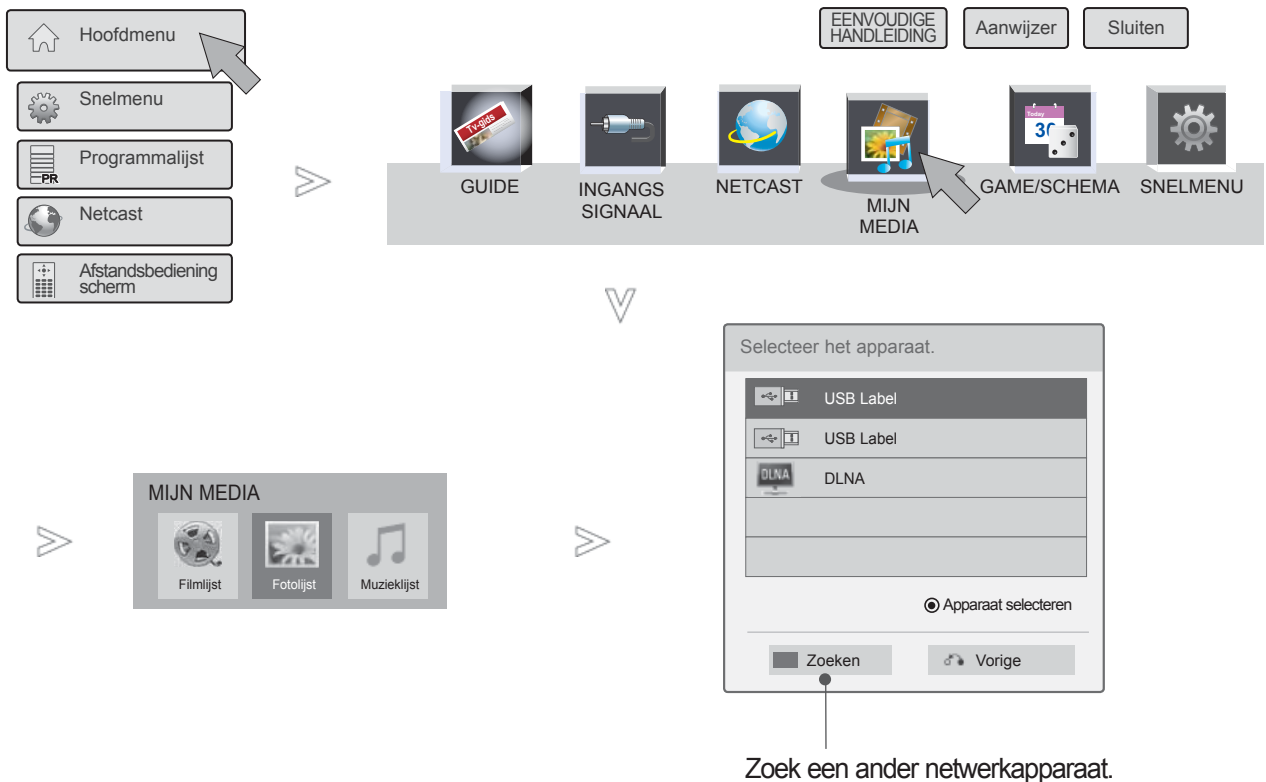 Hoofdmenu
Snelmenu
PR
Programmalijst
Netcast
Afstandsbediening
scherm
EENVOUDIGE
HANDLEIDING
Aanwijzer
Sluiten
Tv-gids
Today
30
GUIDE
INGANGS
SIGNAAL
NETCAST
MIJN
MEDIA
GAME/SCHEMA
SNELMENU
MIJN MEDIA
Filmlijst
Fotolijst
Muzieklijst
Selecteer het apparaat.
USB Label
USB Label
DLNA
DLNA
Apparaat selecteren
Zoeken
Vorige
Zoek een ander netwerkapparaat.